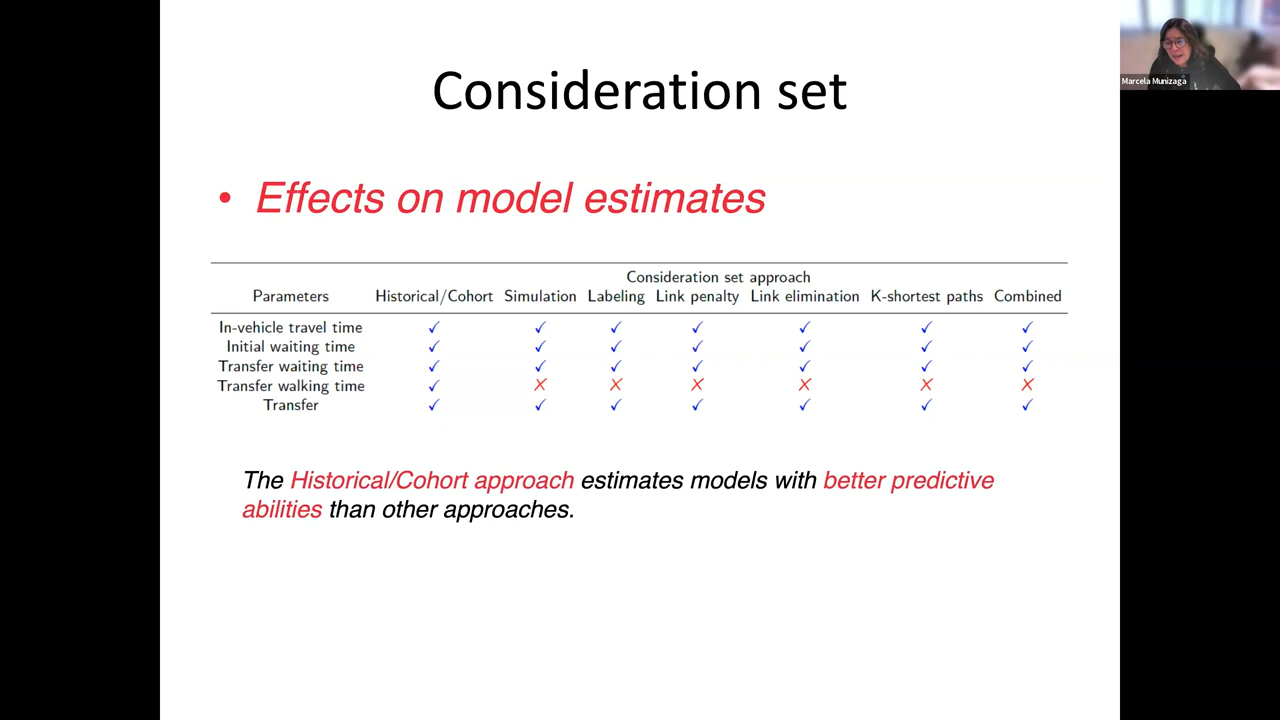 Consideration set
Marcela Munizaga
• Effects on model estimates
Consideration set approach
Parameters Historical/Cohort Simulation Labeling Link penalty Link elimination K-shortest paths Combined
In-vehicle travel time ✓ ✓ ✓ ✓ ✓ ✓ ✓
Initial waiting time ✓ ✓ ✓ ✓ ✓ ✓ ✓
Transfer waiting time ✓ ✓ ✓ ✓ ✓ ✓ ✓
Transfer walking time ✓ ✗ ✗ ✗ ✗ ✗ ✗
Transfer ✓ ✓ ✓ ✓ ✓ ✓ ✓
The Historical/Cohort approach estimates models with better predictive
abilities than other approaches.